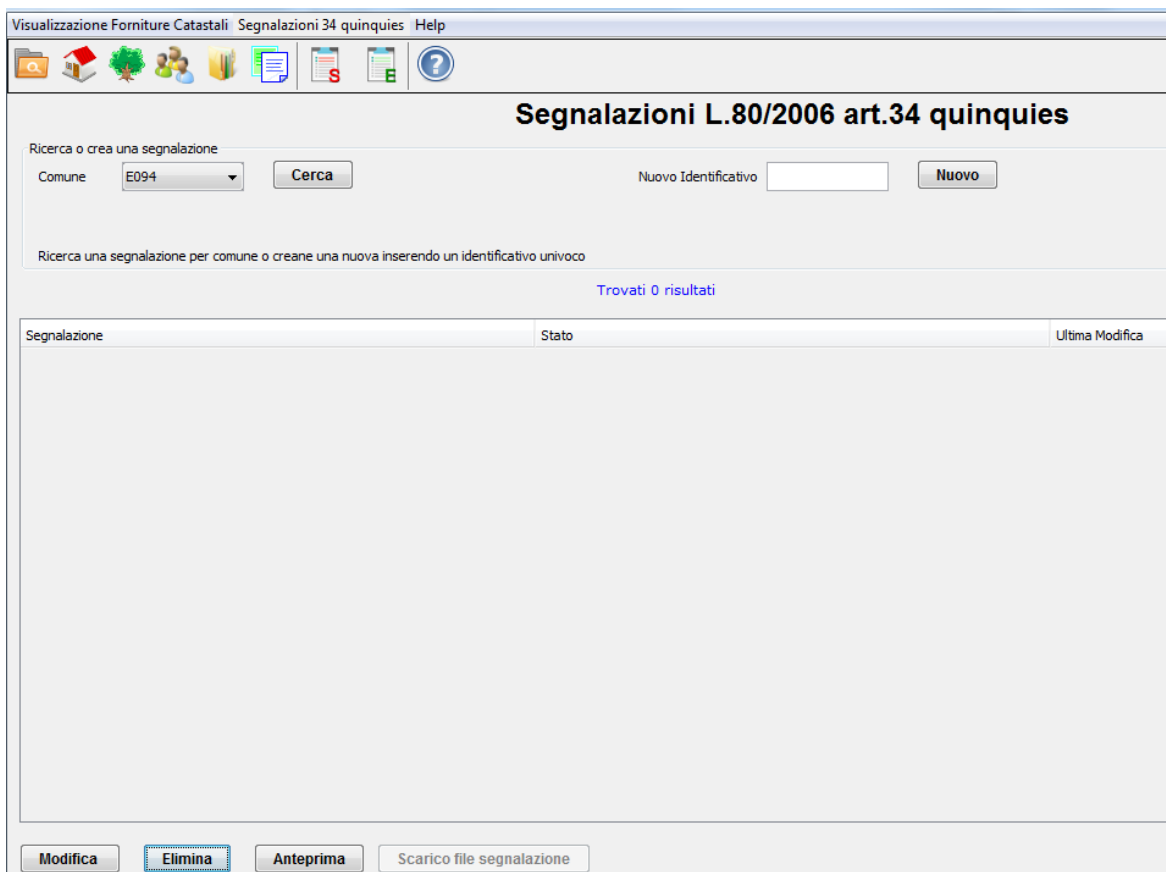 Visualizzazione Forniture Catastali Segnalazioni 34 quinquies Help
S E ?
Segnalazioni L.80/2006 art.34 quinquies
Ricerca o crea una segnalazione
Comune E094 Cerca Nuovo Identificativo Nuovo
Ricerca una segnalazione per comune o creane una nuova inserendo un identificativo univoco
Trovati 0 risultati
Segnalazione Stato Ultima Modifica
Modifica Elimina Anteprima Scarico file segnalazione